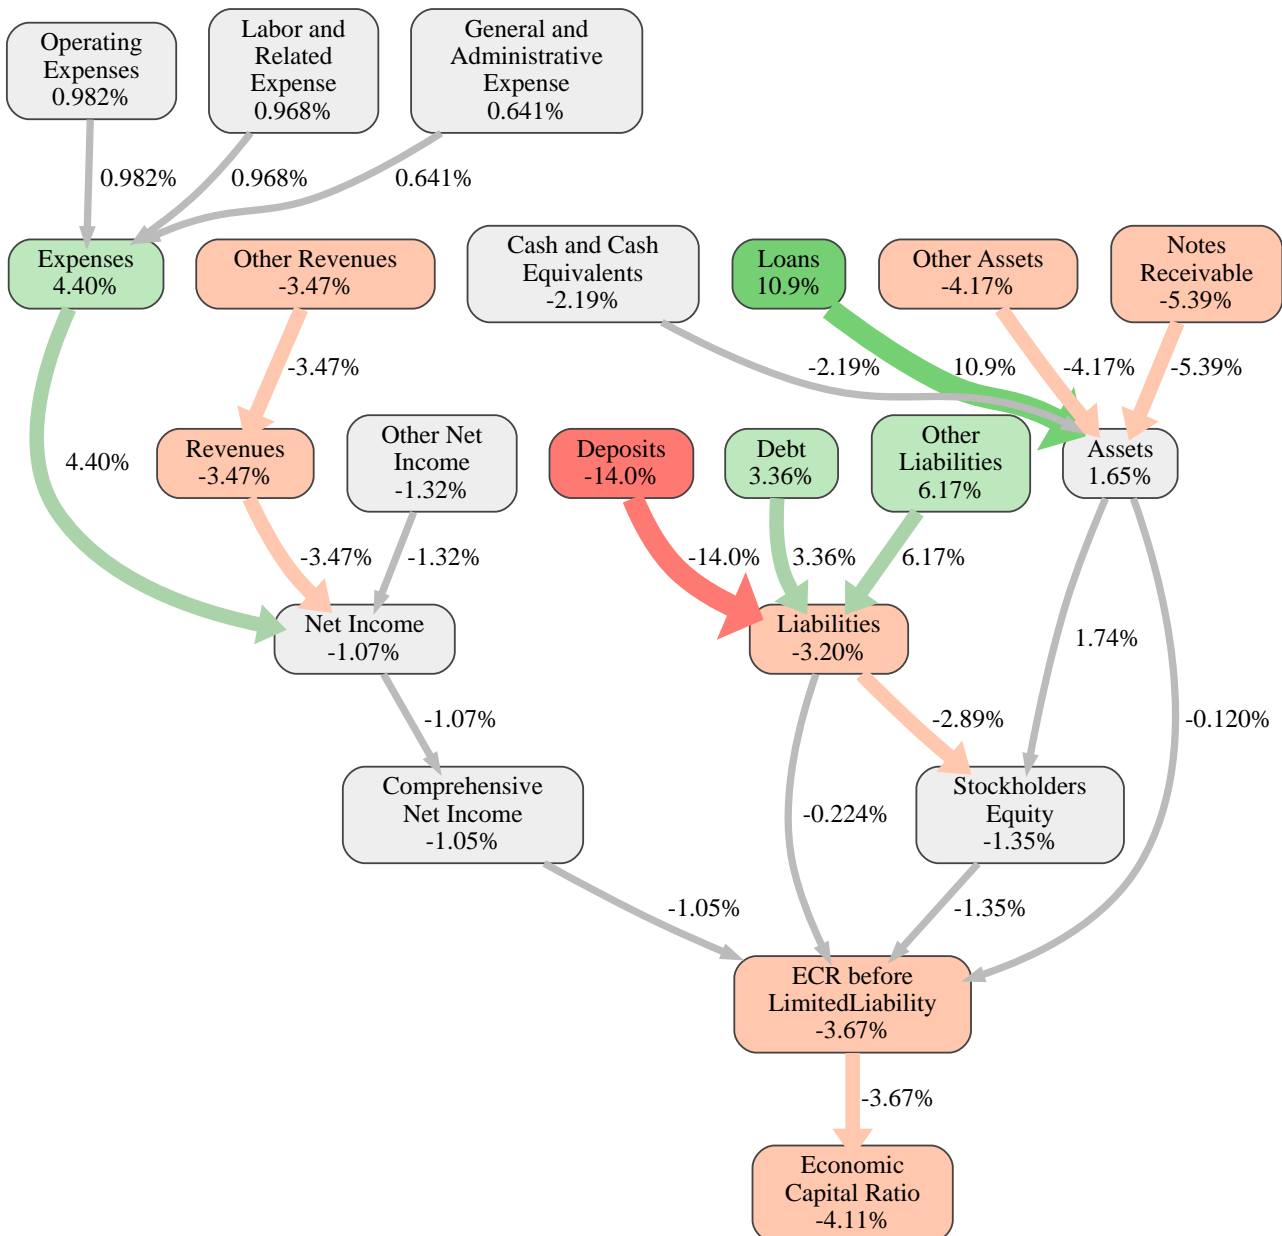 Operating
Expenses
0.982%
Labor and
Related
Expense
0.968%
General and
Administrative
Expense
0.641%
0.982%
0.968%
0.641%
Expenses
4.40%
Other Revenues
-3.47%
Cash and Cash
Equivalents
-2.19%
Loans
10.9%
Other Assets
-4.17%
Notes
Receivable
-5.39%
-3.47%
-2.19%
10.9%
-4.17%
-5.39%
4.40%
Revenues
-3.47%
Other Net
Income
-1.32%
Deposits
-14.0%
Debt
3.36%
Other
Liabilities
6.17%
Assets
1.65%
-3.47%
-1.32%
-14.0%
3.36%
6.17%
Net Income
-1.07%
Liabilities
-3.20%
1.74%
-1.07%
-2.89%
-0.120%
Comprehensive
Net Income
-1.05%
-0.224%
Stockholders
Equity
-1.35%
-1.05%
-1.35%
ECR before
LimitedLiability
-3.67%
-3.67%
Economic
Capital Ratio
-4.11%